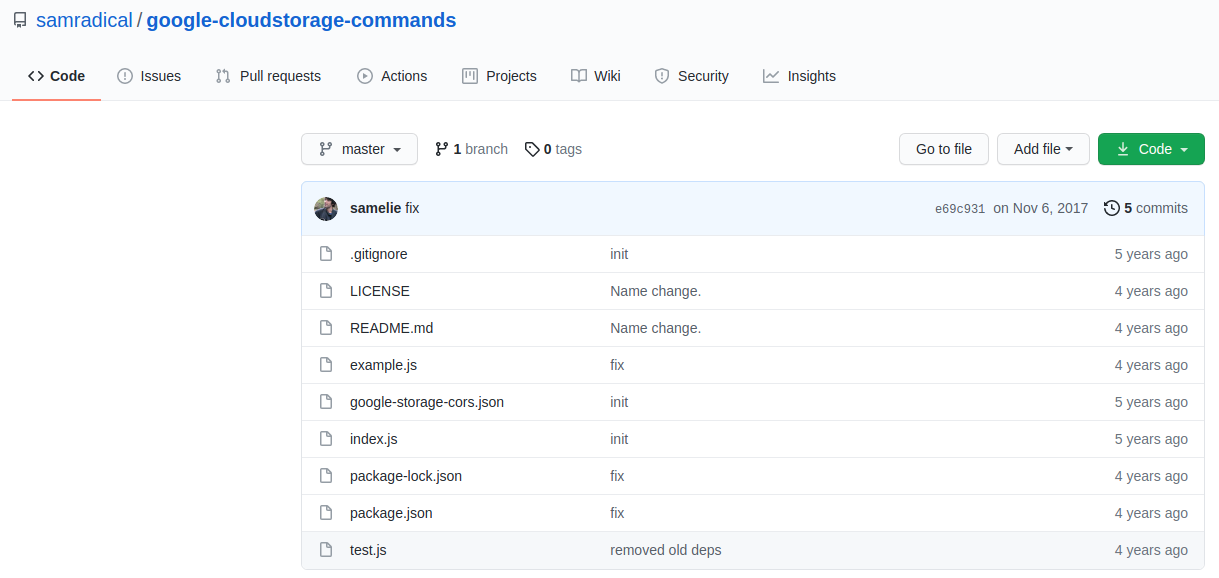 samradical / google-cloudstorage-commands
Code Issues Pull requests Actions Projects Wiki Security Insights
master 1 branch 0 tags Go to file Add file Code
samelie fix e69c931 on Nov 6, 2017 5 commits
.gitignore init 5 years ago
LICENSE Name change. 4 years ago
README.md Name change. 4 years ago
example.js fix 4 years ago
google-storage-cors.json init 5 years ago
index.js init 5 years ago
package-lock.json fix 4 years ago
package.json fix 4 years ago
test.js removed old deps 4 years ago